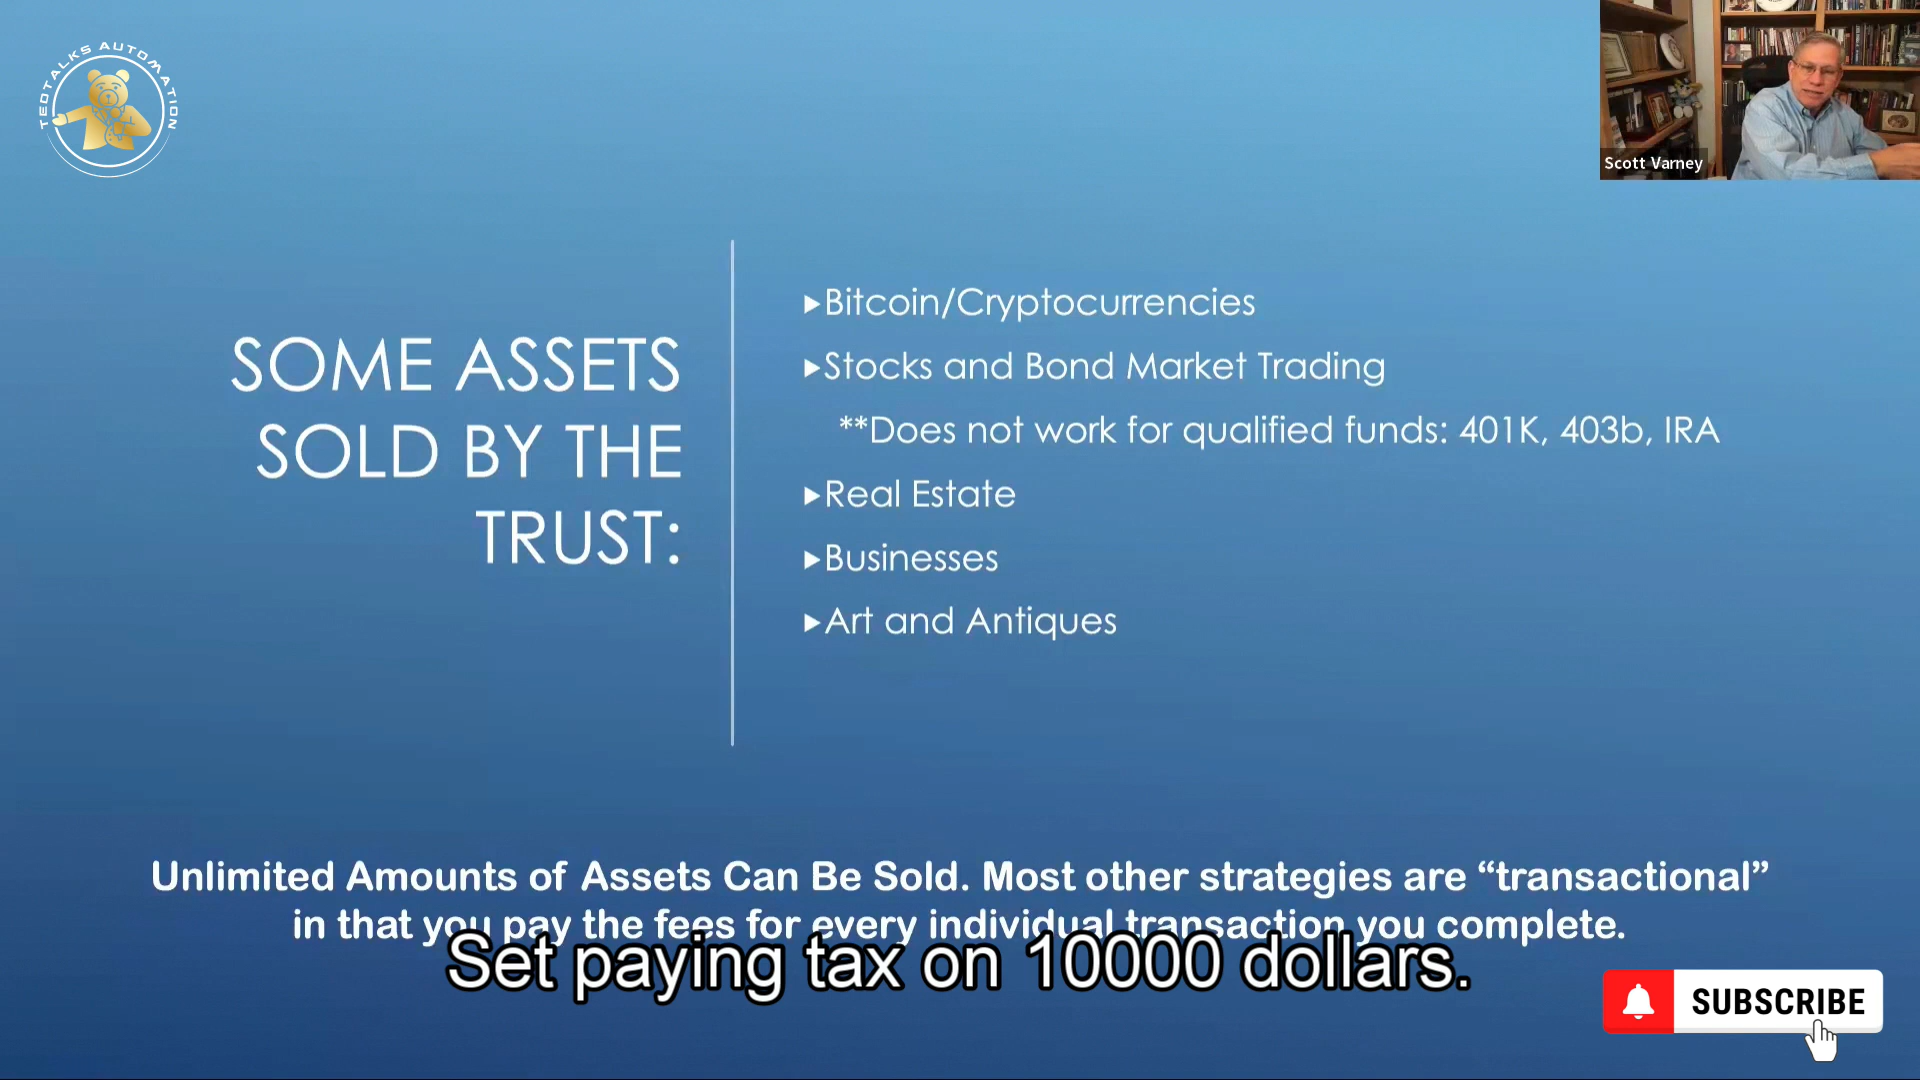 TEDTALKS AUTOMATION
Scott Varney
SOME ASSETS
SOLD BY THE
TRUST:
Bitcoin/Cryptocurrencies
Stocks and Bond Market Trading
**Does not work for qualified funds: 401K, 403b, IRA
Real Estate
Businesses
Art and Antiques
Unlimited Amounts of Assets Can Be Sold. Most other strategies are “transactional”
in that you pay the fees for every individual transaction you complete.
Set paying tax on 10000 dollars.
SUBSCRIBE